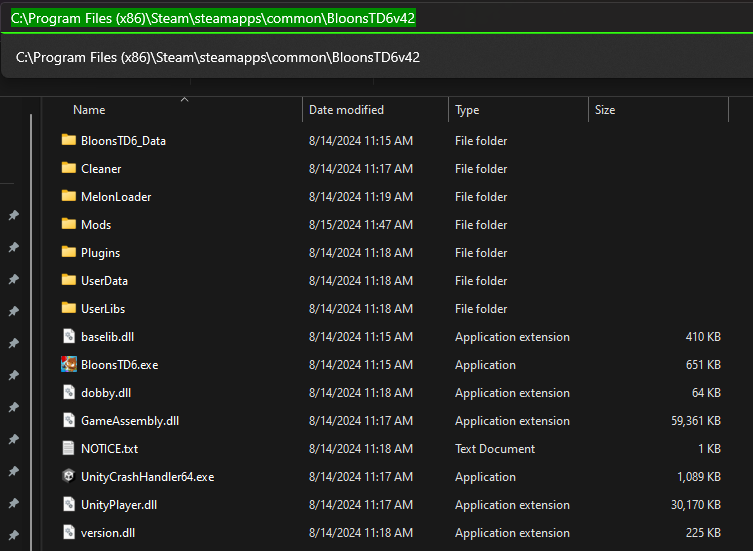 C:\Program Files (x86)\Steam\steamapps\common\BloonsTD6v42
C:\Program Files (x86)\Steam\steamapps\common\BloonsTD6v42
Name Date modified Type Size
BloonsTD6_Data 8/14/2024 11:15 AM File folder
Cleaner 8/14/2024 11:17 AM File folder
MelonLoader 8/14/2024 11:19 AM File folder
Mods 8/15/2024 11:47 AM File folder
Plugins 8/14/2024 11:18 AM File folder
UserData 8/14/2024 11:18 AM File folder
UserLibs 8/14/2024 11:18 AM File folder
baselib.dll 8/14/2024 11:15 AM Application extension 410 KB
BloonsTD6.exe 8/14/2024 11:15 AM Application 651 KB
dobby.dll 8/14/2024 11:18 AM Application extension 64 KB
GameAssembly.dll 8/14/2024 11:17 AM Application extension 59,361 KB
NOTICE.txt 8/14/2024 11:18 AM Text Document 1 KB
UnityCrashHandler64.exe 8/14/2024 11:17 AM Application 1,089 KB
UnityPlayer.dll 8/14/2024 11:17 AM Application extension 30,170 KB
version.dll 8/14/2024 11:18 AM Application extension 225 KB